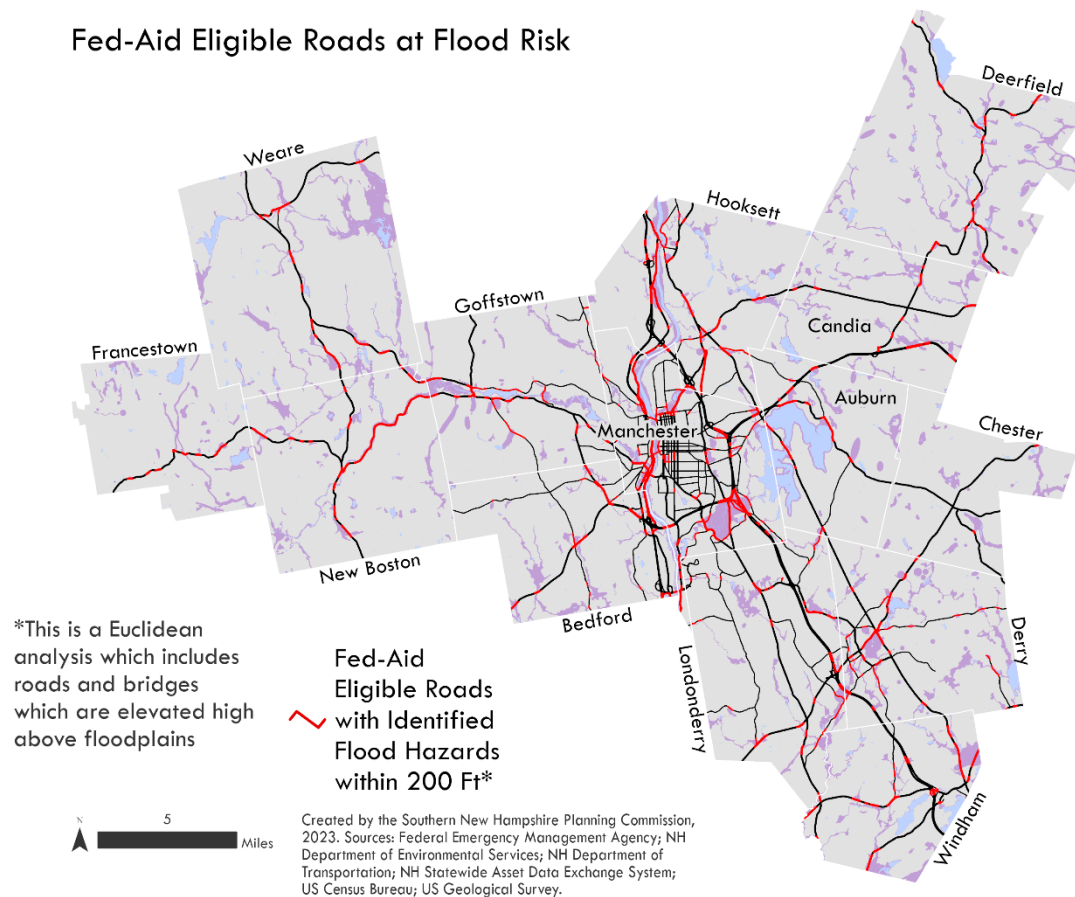 Fed-Aid Eligible Roads at Flood Risk
Deerfield
Weare
Hooksett
Goffstown
Francestown
Candia
Auburn
Manchester
Chester
New Boston
Bedford
Derry
Londonderry
Windham
*This is a Euclidean
analysis which includes
roads and bridges
which are elevated high
above floodplains
Fed-Aid
Eligible Roads
with Identified
Flood Hazards
within 200 Ft*
N
5
Miles
Created by the Southern New Hampshire Planning Commission,
2023. Sources: Federal Emergency Management Agency; NH
Department of Environmental Services; NH Department of
Transportation; NH Statewide Asset Data Exchange System;
US Census Bureau; US Geological Survey.